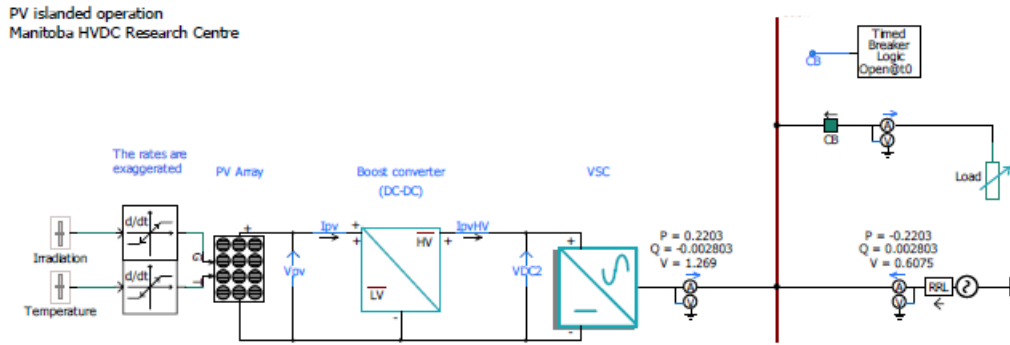 PV islanded operation
Manitoba HVDC Research Centre
Timed
Breaker
Logic
Open@t0
CB
CB
A
V
Load
The rates are
exaggerated
PV Array
Boost converter
(DC-DC)
VSC
d/dt
Irradiation
G
d/dt
Temperature
T
+
Ipv
Vpv
+
+
HV
LV
-
+
IpvHV
VDC2
+
-
P = 0.2203
Q = -0.002803
V = 1.269
A
V
P = -0.2203
Q = 0.002803
V = 0.6075
A
V
RRL